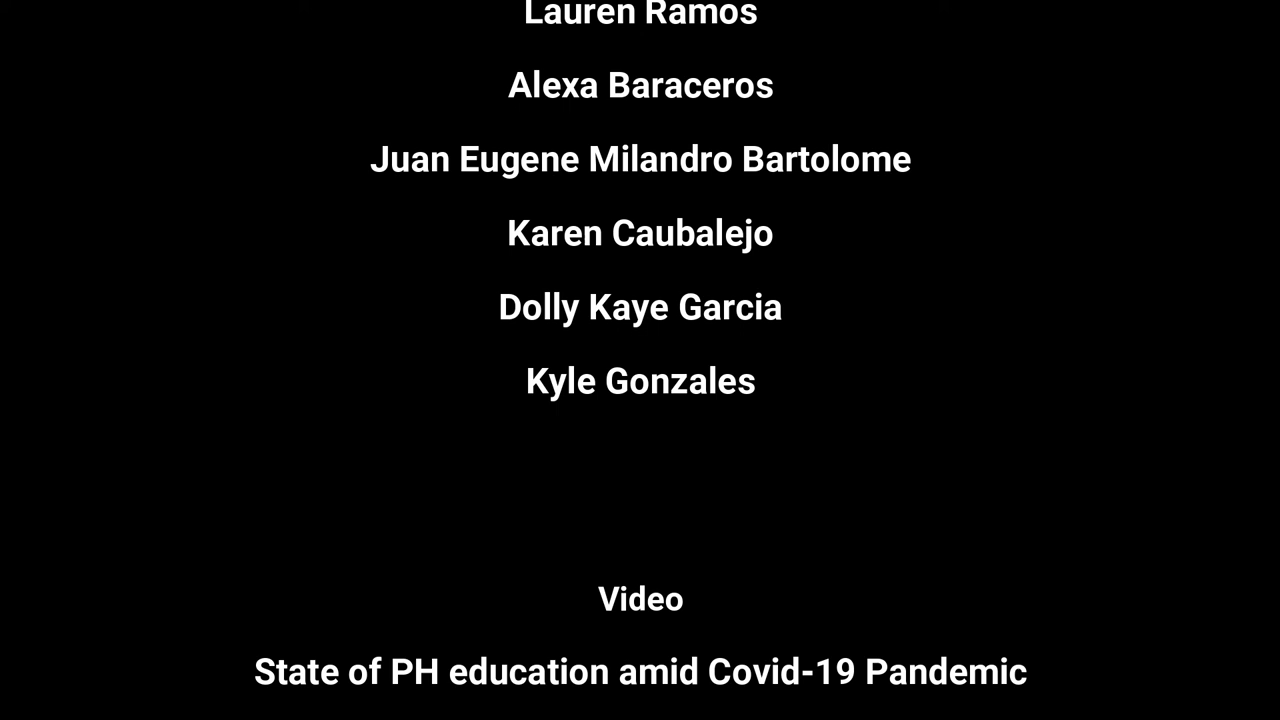 Lauren Ramos
Alexa Baraceros
Juan Eugene Milandro Bartolome
Karen Caubalejo
Dolly Kaye Garcia
Kyle Gonzales
Video
State of PH education amid Covid-19 Pandemic